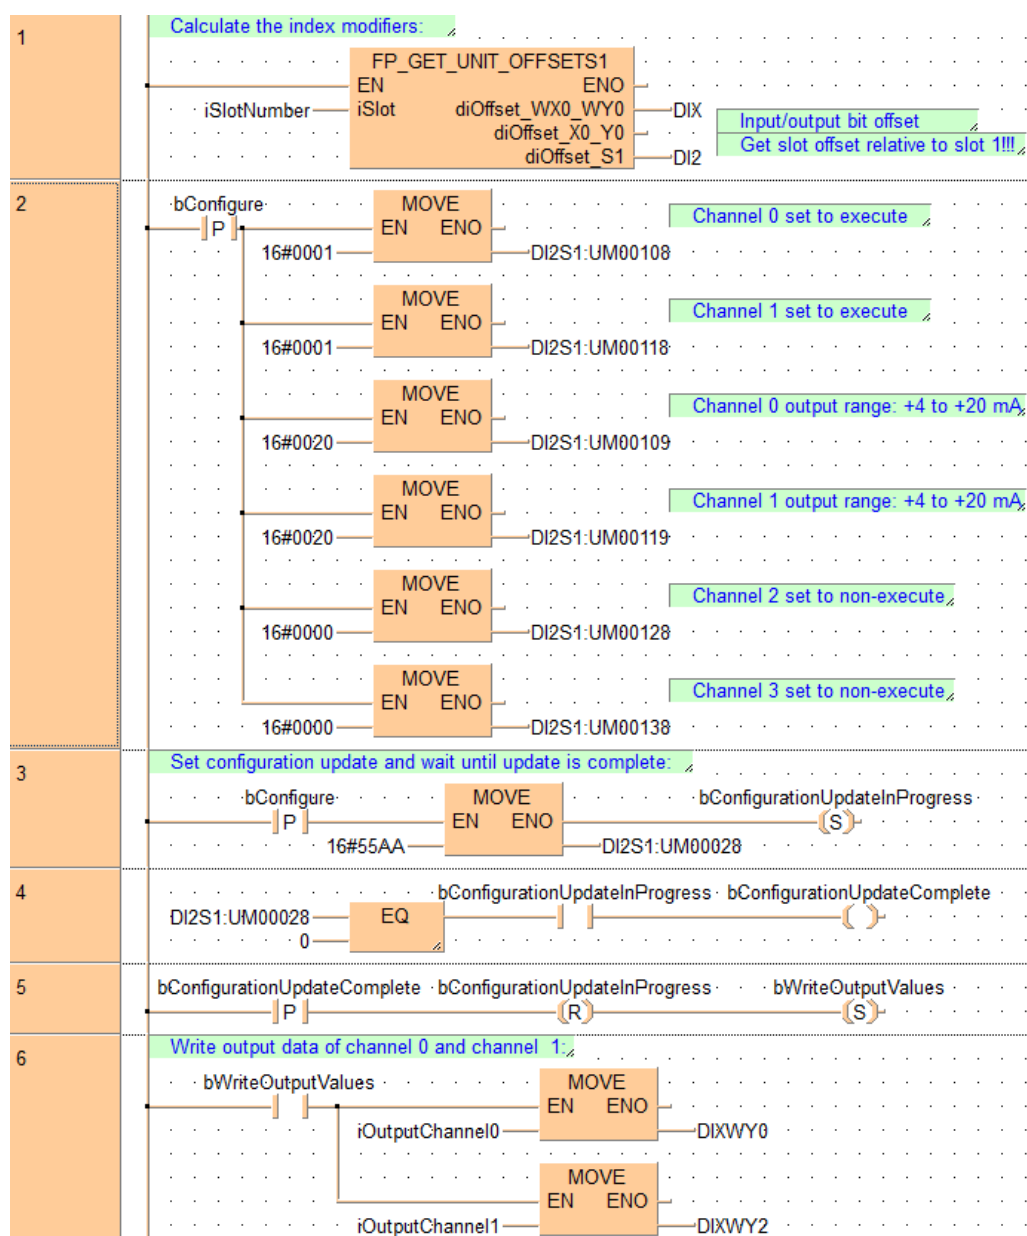 1
Calculate the index modifiers:
FP_GET_UNIT_OFFSETS1
EN ENO
iSlotNumber iSlot diOffset_WX0_WY0 DIX
Input/output bit offset
diOffset_X0_Y0
Get slot offset relative to slot 1!!!
diOffset_S1 DI2
2
bConfigure MOVE
Channel 0 set to execute
P EN ENO
16#0001 DI2S1:UM00108
MOVE
Channel 1 set to execute
EN ENO
16#0001 DI2S1:UM00118
MOVE
Channel 0 output range: +4 to +20 mA
EN ENO
16#0020 DI2S1:UM00109
MOVE
Channel 1 output range: +4 to +20 mA
EN ENO
16#0020 DI2S1:UM00119
MOVE
Channel 2 set to non-execute
EN ENO
16#0000 DI2S1:UM00128
MOVE
Channel 3 set to non-execute
EN ENO
16#0000 DI2S1:UM00138
3
Set configuration update and wait until update is complete:
bConfigure MOVE bConfigurationUpdateInProgress
P EN ENO S
16#55AA DI2S1:UM00028
4
bConfigurationUpdateInProgress bConfigurationUpdateComplete
DI2S1:UM00028 EQ
0
5
bConfigurationUpdateComplete bConfigurationUpdateInProgress bWriteOutputValues
P R S
6
Write output data of channel 0 and channel 1:
bWriteOutputValues MOVE
EN ENO
iOutputChannel0 DIXWY0
MOVE
EN ENO
iOutputChannel1 DIXWY2